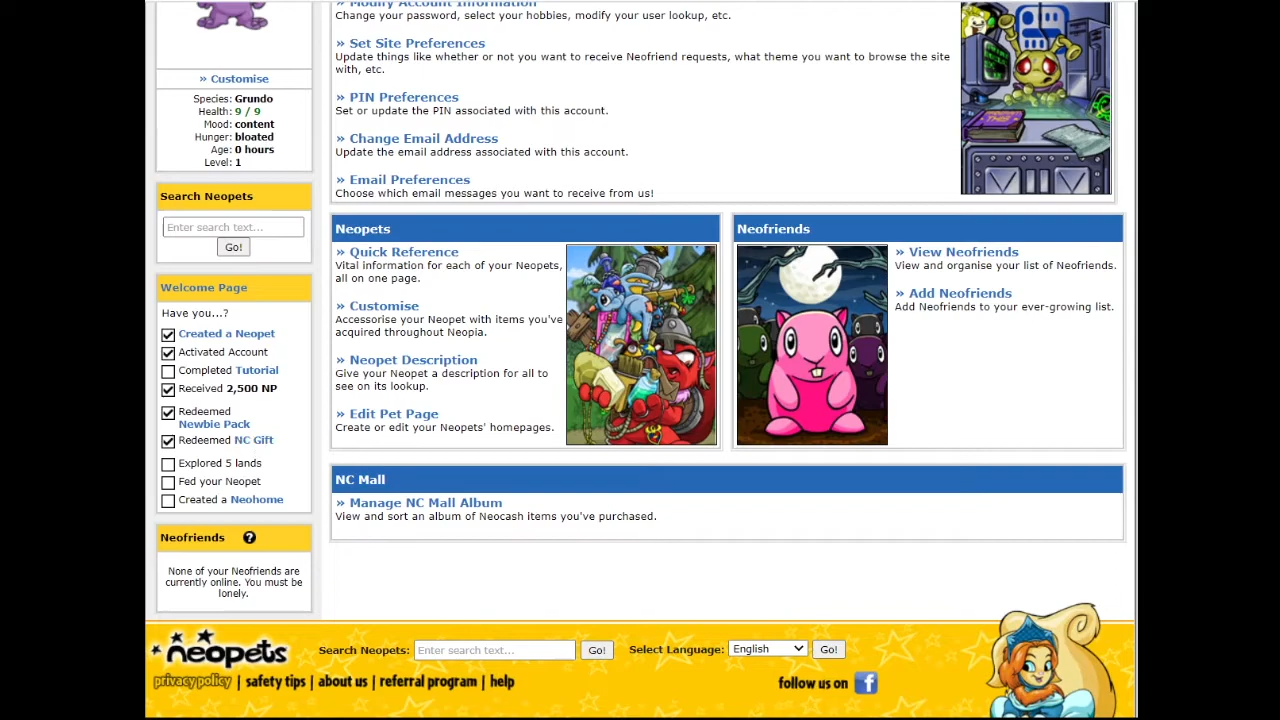 Modify Account Information
Change your password, select your hobbies, modify your user lookup, etc.
» Set Site Preferences
Update things like whether or not you want to receive Neofriend requests, what theme you want to browse the site
with, etc.
» PIN Preferences
Set or update the PIN associated with this account.
» Change Email Address
Update the email address associated with this account.
» Email Preferences
Choose which email messages you want to receive from us!
» Customise
Species: Grundo
Health: 9 / 9
Mood: content
Hunger: bloated
Age: 0 hours
Level: 1
Search Neopets
Enter search text...
Go!
Welcome Page
Have you...?
Created a Neopet
Activated Account
Completed Tutorial
Received 2,500 NP
Redeemed
Newbie Pack
Redeemed NC Gift
Explored 5 lands
Fed your Neopet
Created a Neohome
Neofriends ?
None of your Neofriends are
currently online. You must be
lonely.
Neopets
» Quick Reference
Vital information for each of your Neopets,
all on one page.
» Customise
Accessorise your Neopet with items you've
acquired throughout Neopia.
» Neopet Description
Give your Neopet a description for all to
see on its lookup.
» Edit Pet Page
Create or edit your Neopets' homepages.
Neofriends
» View Neofriends
View and organise your list of Neofriends.
» Add Neofriends
Add Neofriends to your ever-growing list.
NC Mall
» Manage NC Mall Album
View and sort an album of Neocash items you've purchased.
neopets
Search Neopets: Enter search text... Go! Select Language: English Go!
privacy policy | safety tips | about us | referral program | help
follow us on f